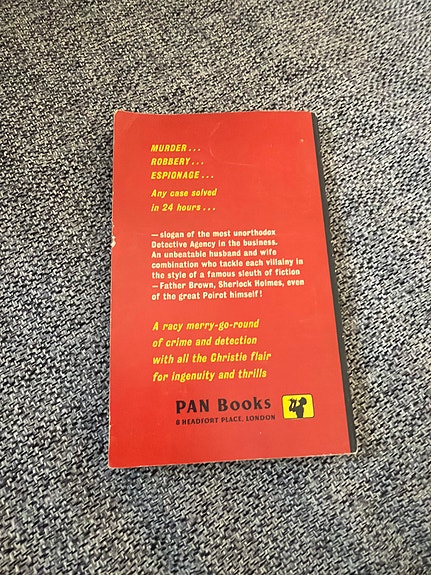 MURDER...
ROBBERY...
ESPIONAGE...
Any case solved
in 24 hours...
—slogan of the most unorthodox
Detective Agency in the business.
An unbeatable husband and wife
combination who tackle each villainy in
the style of a famous sleuth of fiction
—Father Brown, Sherlock Holmes, even
of the great Poirot himself!
A racy merry-go-round
of crime and detection
with all the Christie flair
for ingenuity and thrills
PAN Books
8 HEADFORT PLACE, LONDON